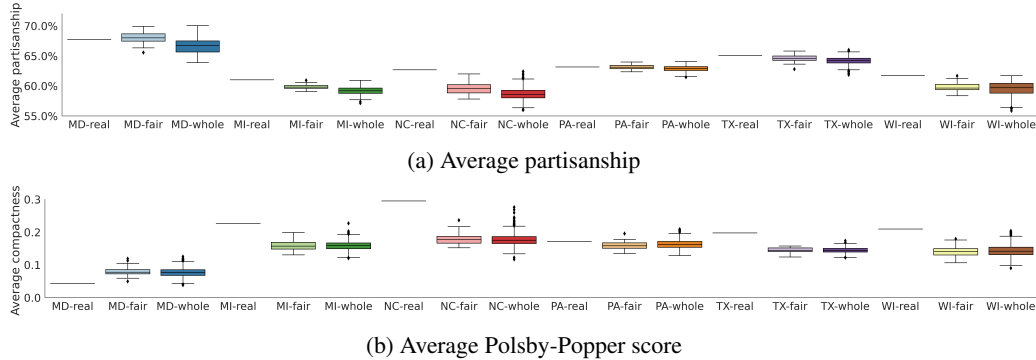 Average partisanship
70.0%
65.0%
60.0%
55.0%
MD-real MD-fair MD-whole MI-real MI-fair MI-whole NC-real NC-fair NC-whole PA-real PA-fair PA-whole TX-real TX-fair TX-whole WI-real WI-fair WI-whole
(a) Average partisanship
Average compactness
0.3
0.2
0.1
0.0
MD-real MD-fair MD-whole MI-real MI-fair MI-whole NC-real NC-fair NC-whole PA-real PA-fair PA-whole TX-real TX-fair TX-whole WI-real WI-fair WI-whole
(b) Average Polsby-Popper score